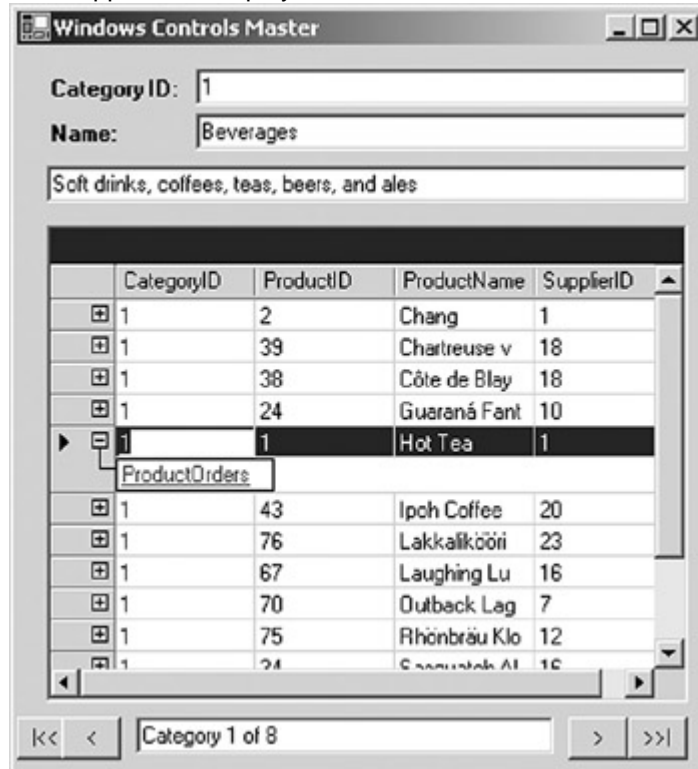 Windows Controls Master
Category ID: 1
Name: Beverages
Soft drinks, coffees, teas, beers, and ales
CategoryID ProductID ProductName SupplierID
1 2 Chang 1
1 39 Chartreuse v 18
1 38 Côte de Blay 18
1 24 Guaraná Fant 10
1 1 Hot Tea 1
ProductOrders
1 43 Ipoh Coffee 20
1 76 Lakkalikööri 23
1 67 Laughing Lu 16
1 70 Outback Lag 7
1 75 Rhönbräu Klo 12
1
|<< < Category 1 of 8 > >>|